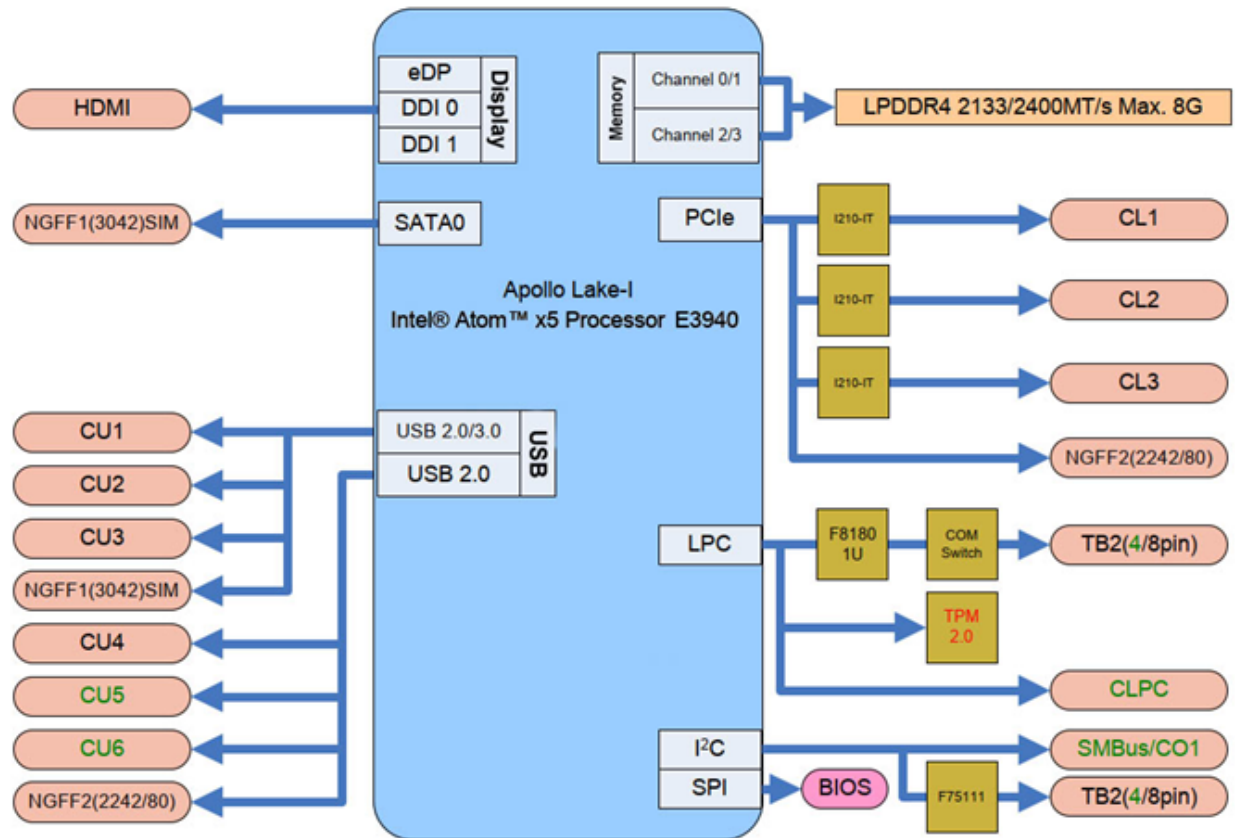 eDP
DDI 0
DDI 1
Display
HDMI
Memory
Channel 0/1
Channel 2/3
LPDDR4 2133/2400MT/s Max. 8G
NGFF1(3042)SIM
SATA0
PCIe
I210-IT
CL1
I210-IT
CL2
I210-IT
CL3
NGFF2(2242/80)
Apollo Lake-I
Intel® Atom™ x5 Processor E3940
CU1
CU2
CU3
NGFF1(3042)SIM
CU4
CU5
CU6
NGFF2(2242/80)
USB 2.0/3.0
USB 2.0
USB
LPC
F8180
1U
COM
Switch
TB2(4/8pin)
TPM
2.0
CLPC
I²C
SPI
SMBus/CO1
BIOS
F75111
TB2(4/8pin)